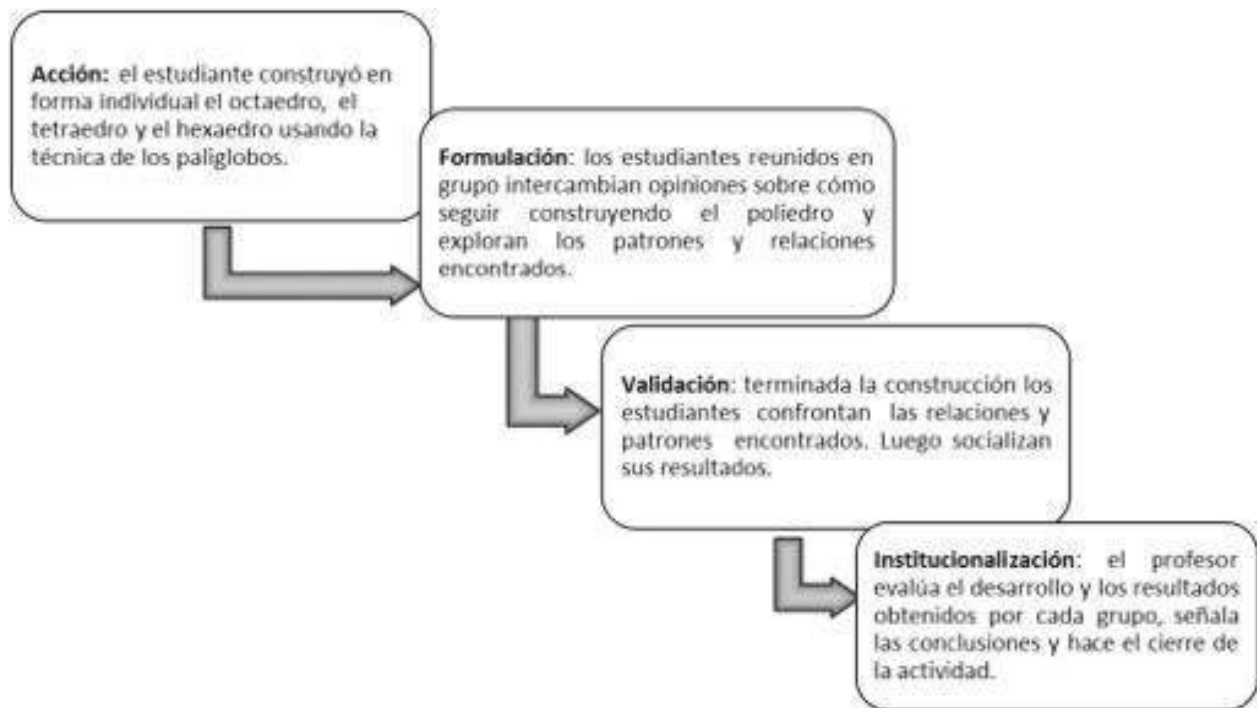 Acción: el estudiante construyó en
forma individual el octaedro, el
tetraedro y el hexaedro usando la
técnica de los paliglobos.
Formulación: los estudiantes reunidos en
grupo intercambian opiniones sobre cómo
seguir construyendo el poliedro y
exploran los patrones y relaciones
encontrados.
Validación: terminada la construcción los
estudiantes confrontan las relaciones y
patrones encontrados. Luego socializan
sus resultados.
Institucionalización: el profesor
evalúa el desarrollo y los resultados
obtenidos por cada grupo, señala
las conclusiones y hace el cierre de
la actividad.